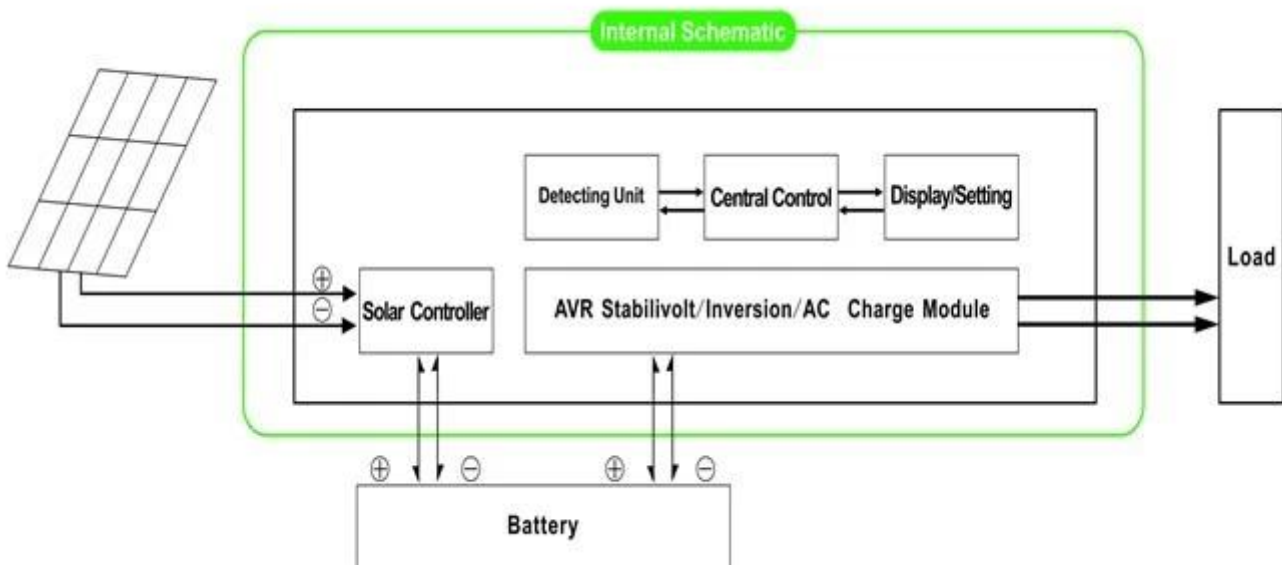 Internal Schematic
Detecting Unit
Central Control
Display/Setting
Load
⊕
⊖
Solar Controller
AVR Stabilivolt/Inversion/AC Charge Module
⊕ ⊖ ⊕ ⊖
Battery